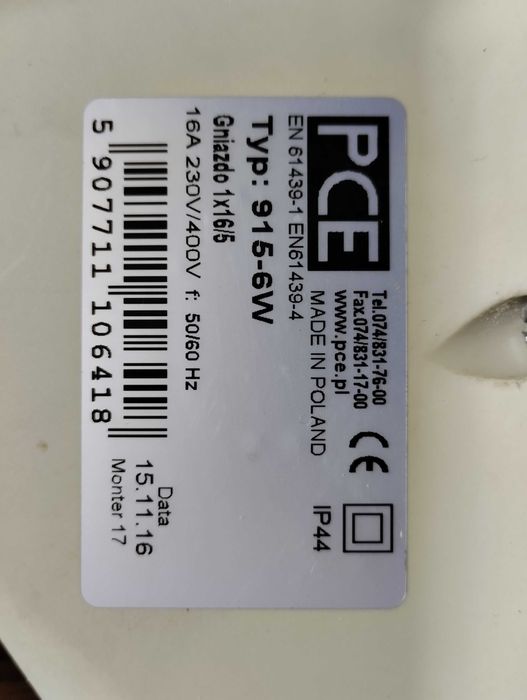 PCE
Tel.074/831-76-00
Fax.074/831-17-00
www.pce.pl
MADE IN POLAND
EN 61439-1 EN61439-4
IP44
Typ: 915-6W
Gniazdo 1x16/5
16A 230V/400V f: 50/60 Hz
5 907711 106418
Data
15.11.16
Monter 17